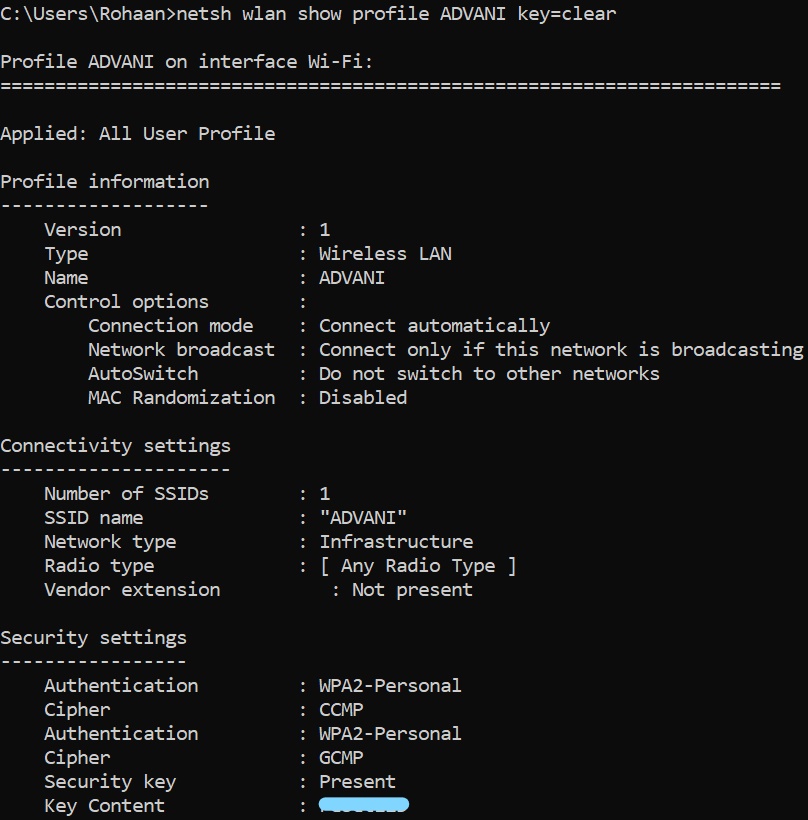 C:\Users\Rohaan>netsh wlan show profile ADVANI key=clear
Profile ADVANI on interface Wi-Fi:
=======================================================================
Applied: All User Profile
Profile information
-------------------
Version : 1
Type : Wireless LAN
Name : ADVANI
Control options :
Connection mode : Connect automatically
Network broadcast : Connect only if this network is broadcasting
AutoSwitch : Do not switch to other networks
MAC Randomization : Disabled
Connectivity settings
---------------------
Number of SSIDs : 1
SSID name : "ADVANI"
Network type : Infrastructure
Radio type : [ Any Radio Type ]
Vendor extension : Not present
Security settings
-----------------
Authentication : WPA2-Personal
Cipher : CCMP
Authentication : WPA2-Personal
Cipher : GCMP
Security key : Present
Key Content :